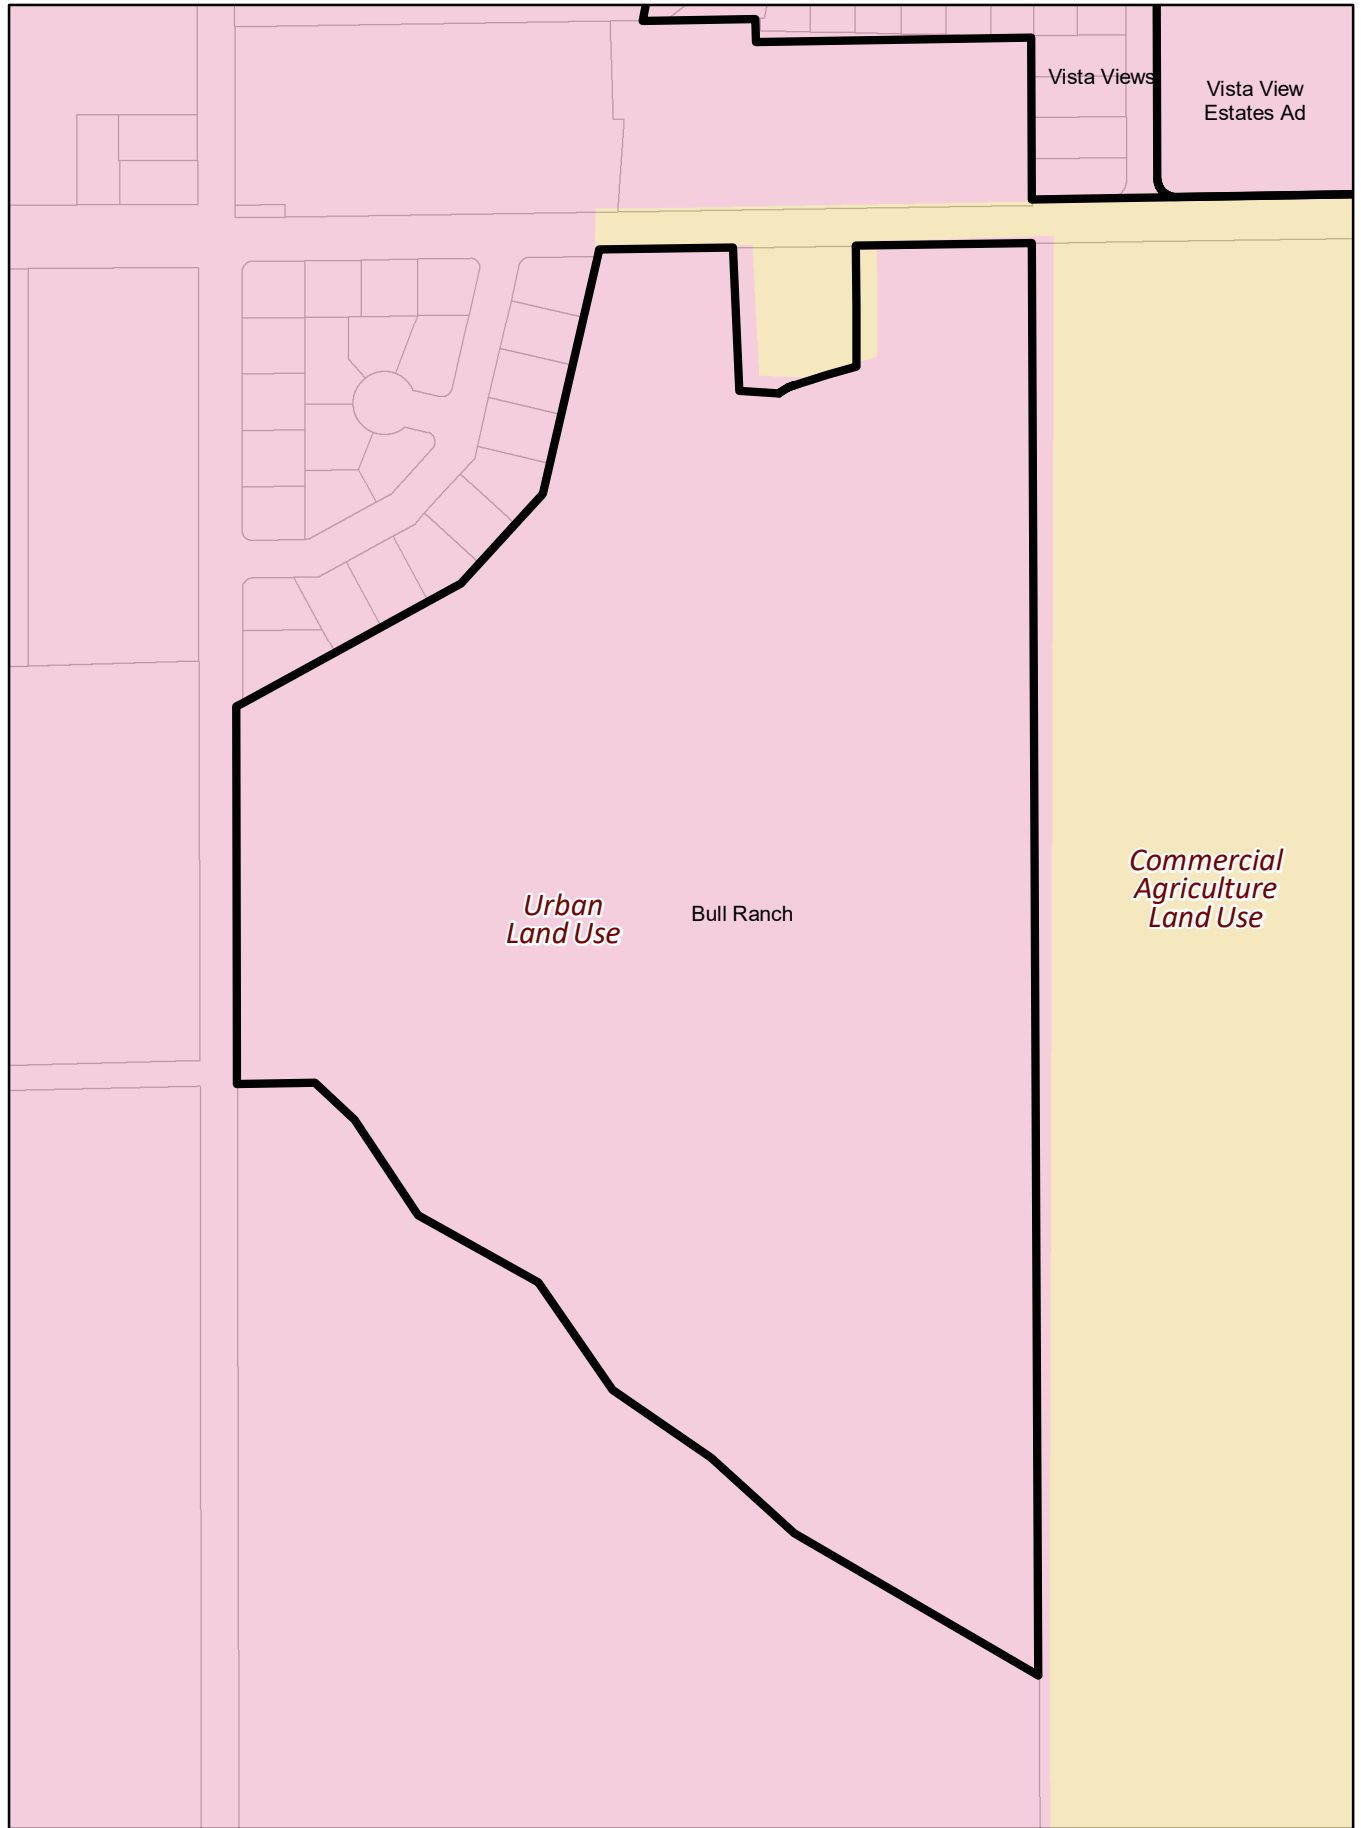 Vista Views
Vista View
Estates Ad
Commercial
Agriculture
Land Use
Urban
Land Use
Bull Ranch